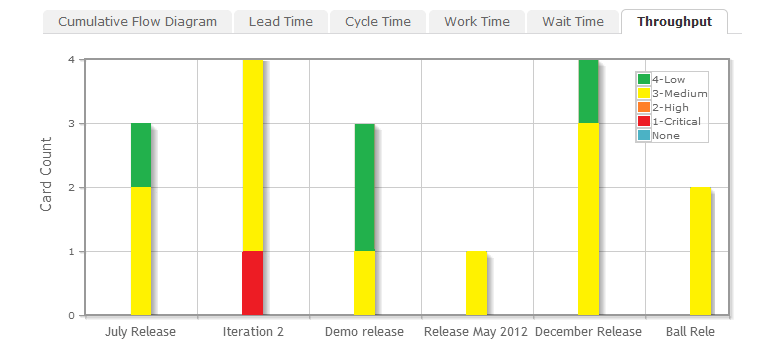 Cumulative Flow Diagram Lead Time Cycle Time Work Time Wait Time Throughput
4
3
2
1
0
Card Count
4-Low
3-Medium
2-High
1-Critical
None
July Release Iteration 2 Demo release Release May 2012 December Release Ball Rele